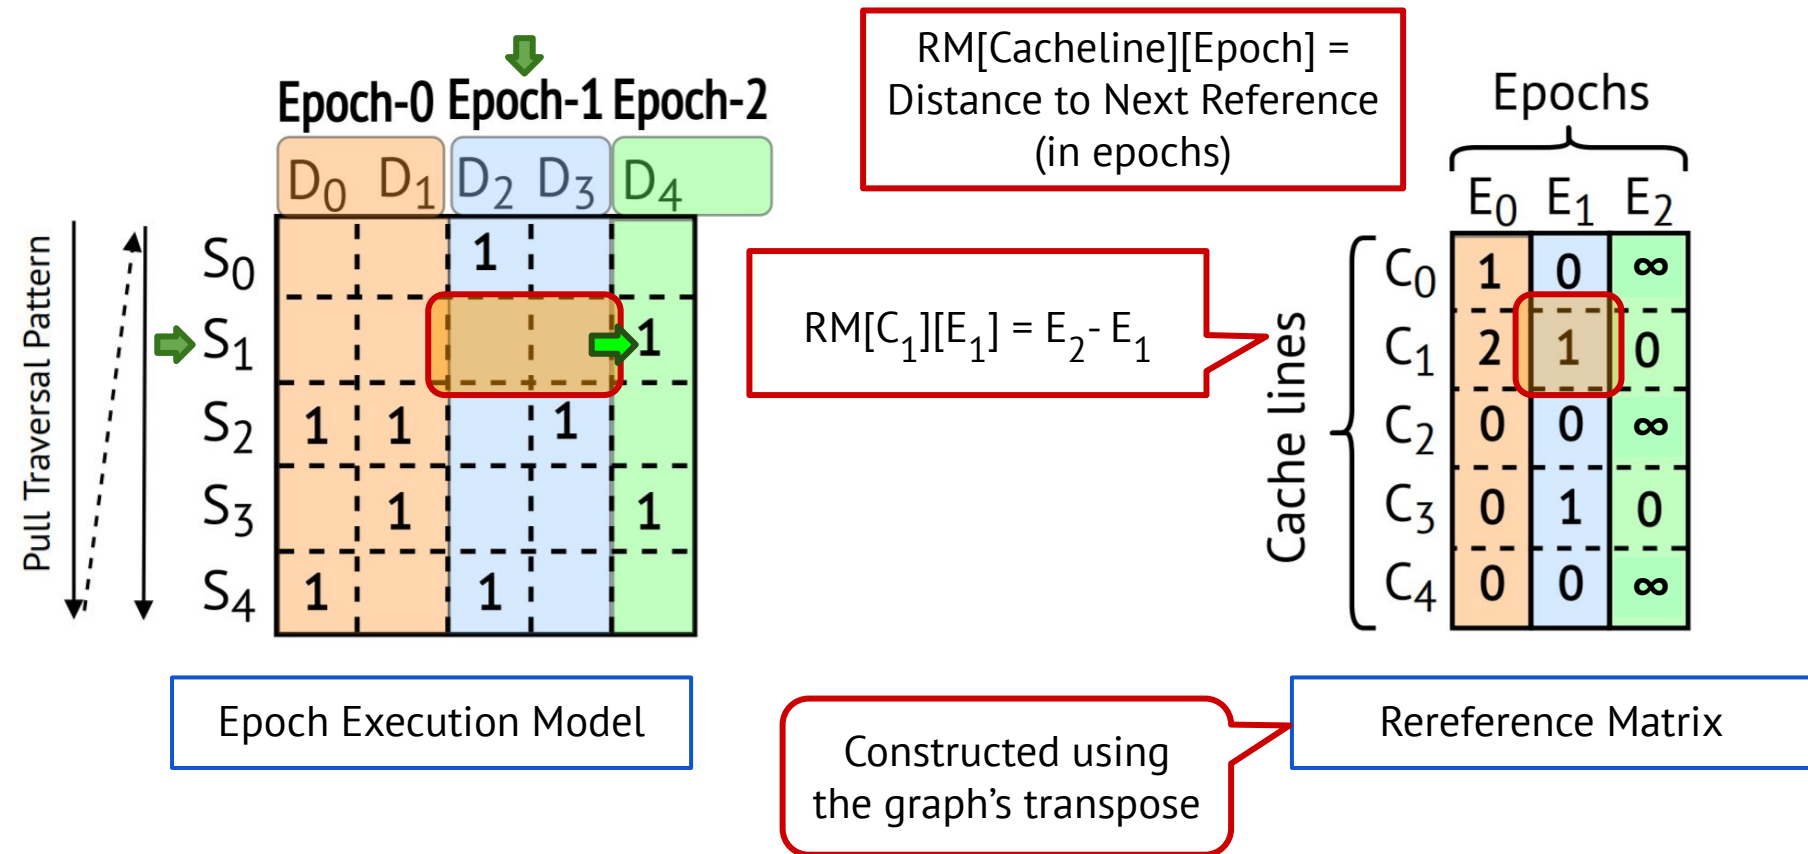 RM[Cacheline][Epoch] =
Distance to Next Reference
(in epochs)
Epoch-0 Epoch-1 Epoch-2
D0 D1 D2 D3 D4
Pull Traversal Pattern
S0 1
S1 1
S2 1 1 1
S3 1 1
S4 1 1
Epoch Execution Model
RM[C1][E1] = E2- E1
Epochs
E0 E1 E2
Cache lines
C0 1 0 ∞
C1 2 1 0
C2 0 0 ∞
C3 0 1 0
C4 0 0 ∞
Constructed using
the graph's transpose
Rereference Matrix